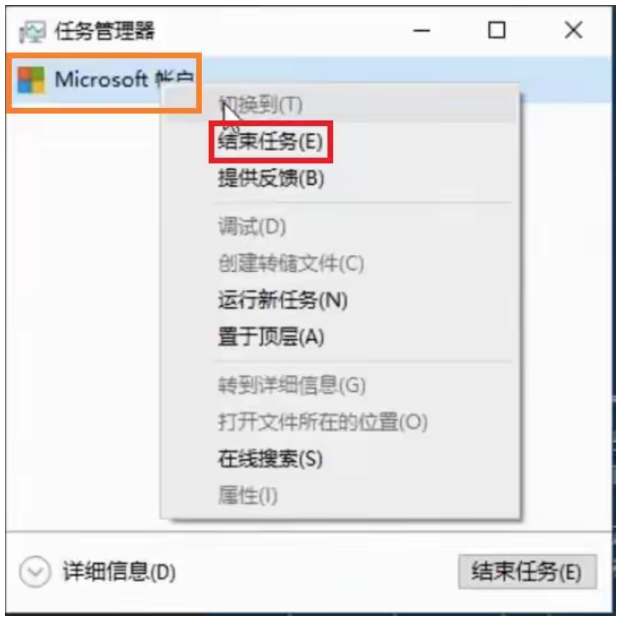 任务管理器
Microsoft 帐户
切换到(T)
结束任务(E)
提供反馈(B)
调试(D)
创建转储文件(C)
运行新任务(N)
置于顶层(A)
转到详细信息(G)
打开文件所在的位置(O)
在线搜索(S)
属性(I)
详细信息(D)
结束任务(E)